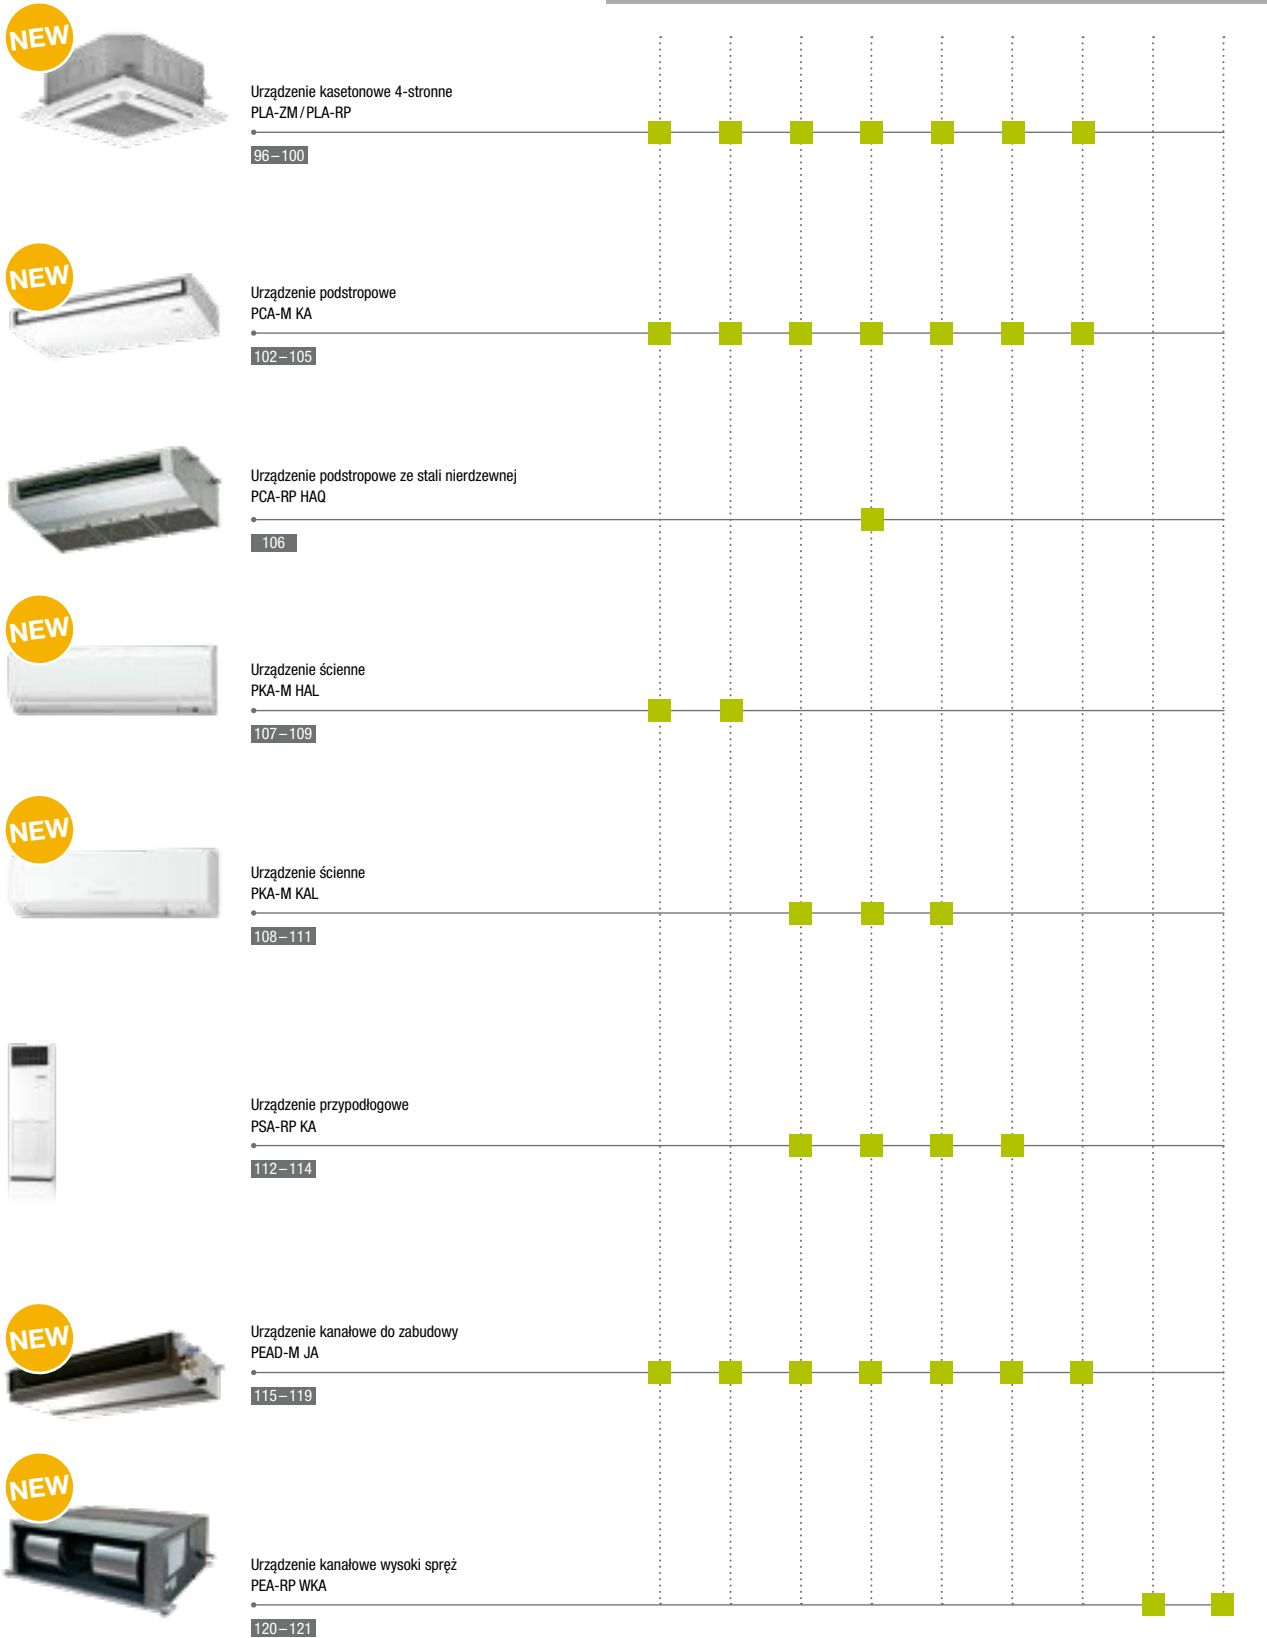 NEW
Urządzenie kasetonowe 4-stronne
PLA-ZM / PLA-RP
96–100
NEW
Urządzenie podstropowe
PCA-M KA
102–105
Urządzenie podstropowe ze stali nierdzewnej
PCA-RP HAQ
106
NEW
Urządzenie ścienne
PKA-M HAL
107–109
NEW
Urządzenie ścienne
PKA-M KAL
108–111
Urządzenie przypodłogowe
PSA-RP KA
112–114
NEW
Urządzenie kanałowe do zabudowy
PEAD-M JA
115–119
NEW
Urządzenie kanałowe wysoki spręż
PEA-RP WKA
120–121